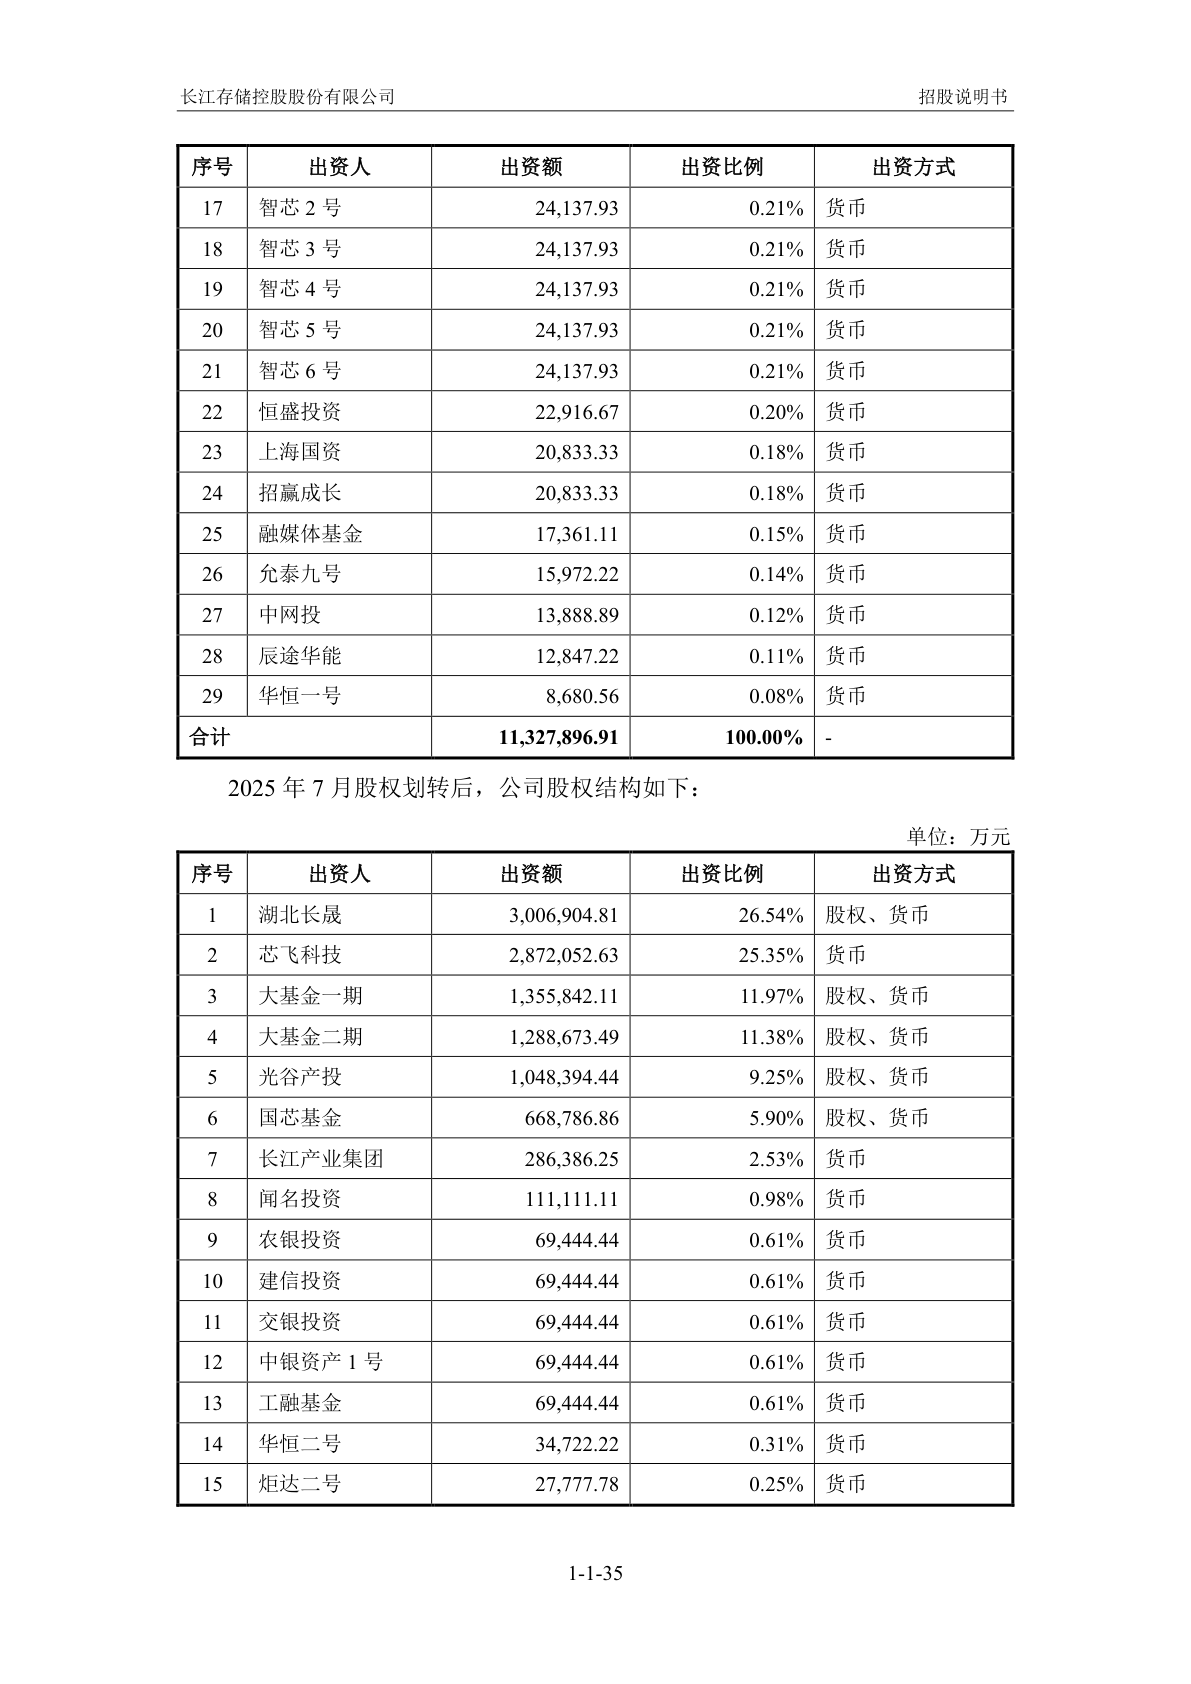 长江存储控股股份有限公司 招股说明书
序号 出资人 出资额 出资比例 出资方式
17 智芯 2 号 24,137.93 0.21% 货币
18 智芯 3 号 24,137.93 0.21% 货币
19 智芯 4 号 24,137.93 0.21% 货币
20 智芯 5 号 24,137.93 0.21% 货币
21 智芯 6 号 24,137.93 0.21% 货币
22 恒盛投资 22,916.67 0.20% 货币
23 上海国资 20,833.33 0.18% 货币
24 招赢成长 20,833.33 0.18% 货币
25 融媒体基金 17,361.11 0.15% 货币
26 允泰九号 15,972.22 0.14% 货币
27 中网投 13,888.89 0.12% 货币
28 辰途华能 12,847.22 0.11% 货币
29 华恒一号 8,680.56 0.08% 货币
合计 11,327,896.91 100.00% -
2025 年 7 月股权划转后，公司股权结构如下：
单位：万元
序号 出资人 出资额 出资比例 出资方式
1 湖北长晟 3,006,904.81 26.54% 股权、货币
2 芯飞科技 2,872,052.63 25.35% 货币
3 大基金一期 1,355,842.11 11.97% 股权、货币
4 大基金二期 1,288,673.49 11.38% 股权、货币
5 光谷产投 1,048,394.44 9.25% 股权、货币
6 国芯基金 668,786.86 5.90% 股权、货币
7 长江产业集团 286,386.25 2.53% 货币
8 闻名投资 111,111.11 0.98% 货币
9 农银投资 69,444.44 0.61% 货币
10 建信投资 69,444.44 0.61% 货币
11 交银投资 69,444.44 0.61% 货币
12 中银资产 1 号 69,444.44 0.61% 货币
13 工融基金 69,444.44 0.61% 货币
14 华恒二号 34,722.22 0.31% 货币
15 炬达二号 27,777.78 0.25% 货币
1-1-35